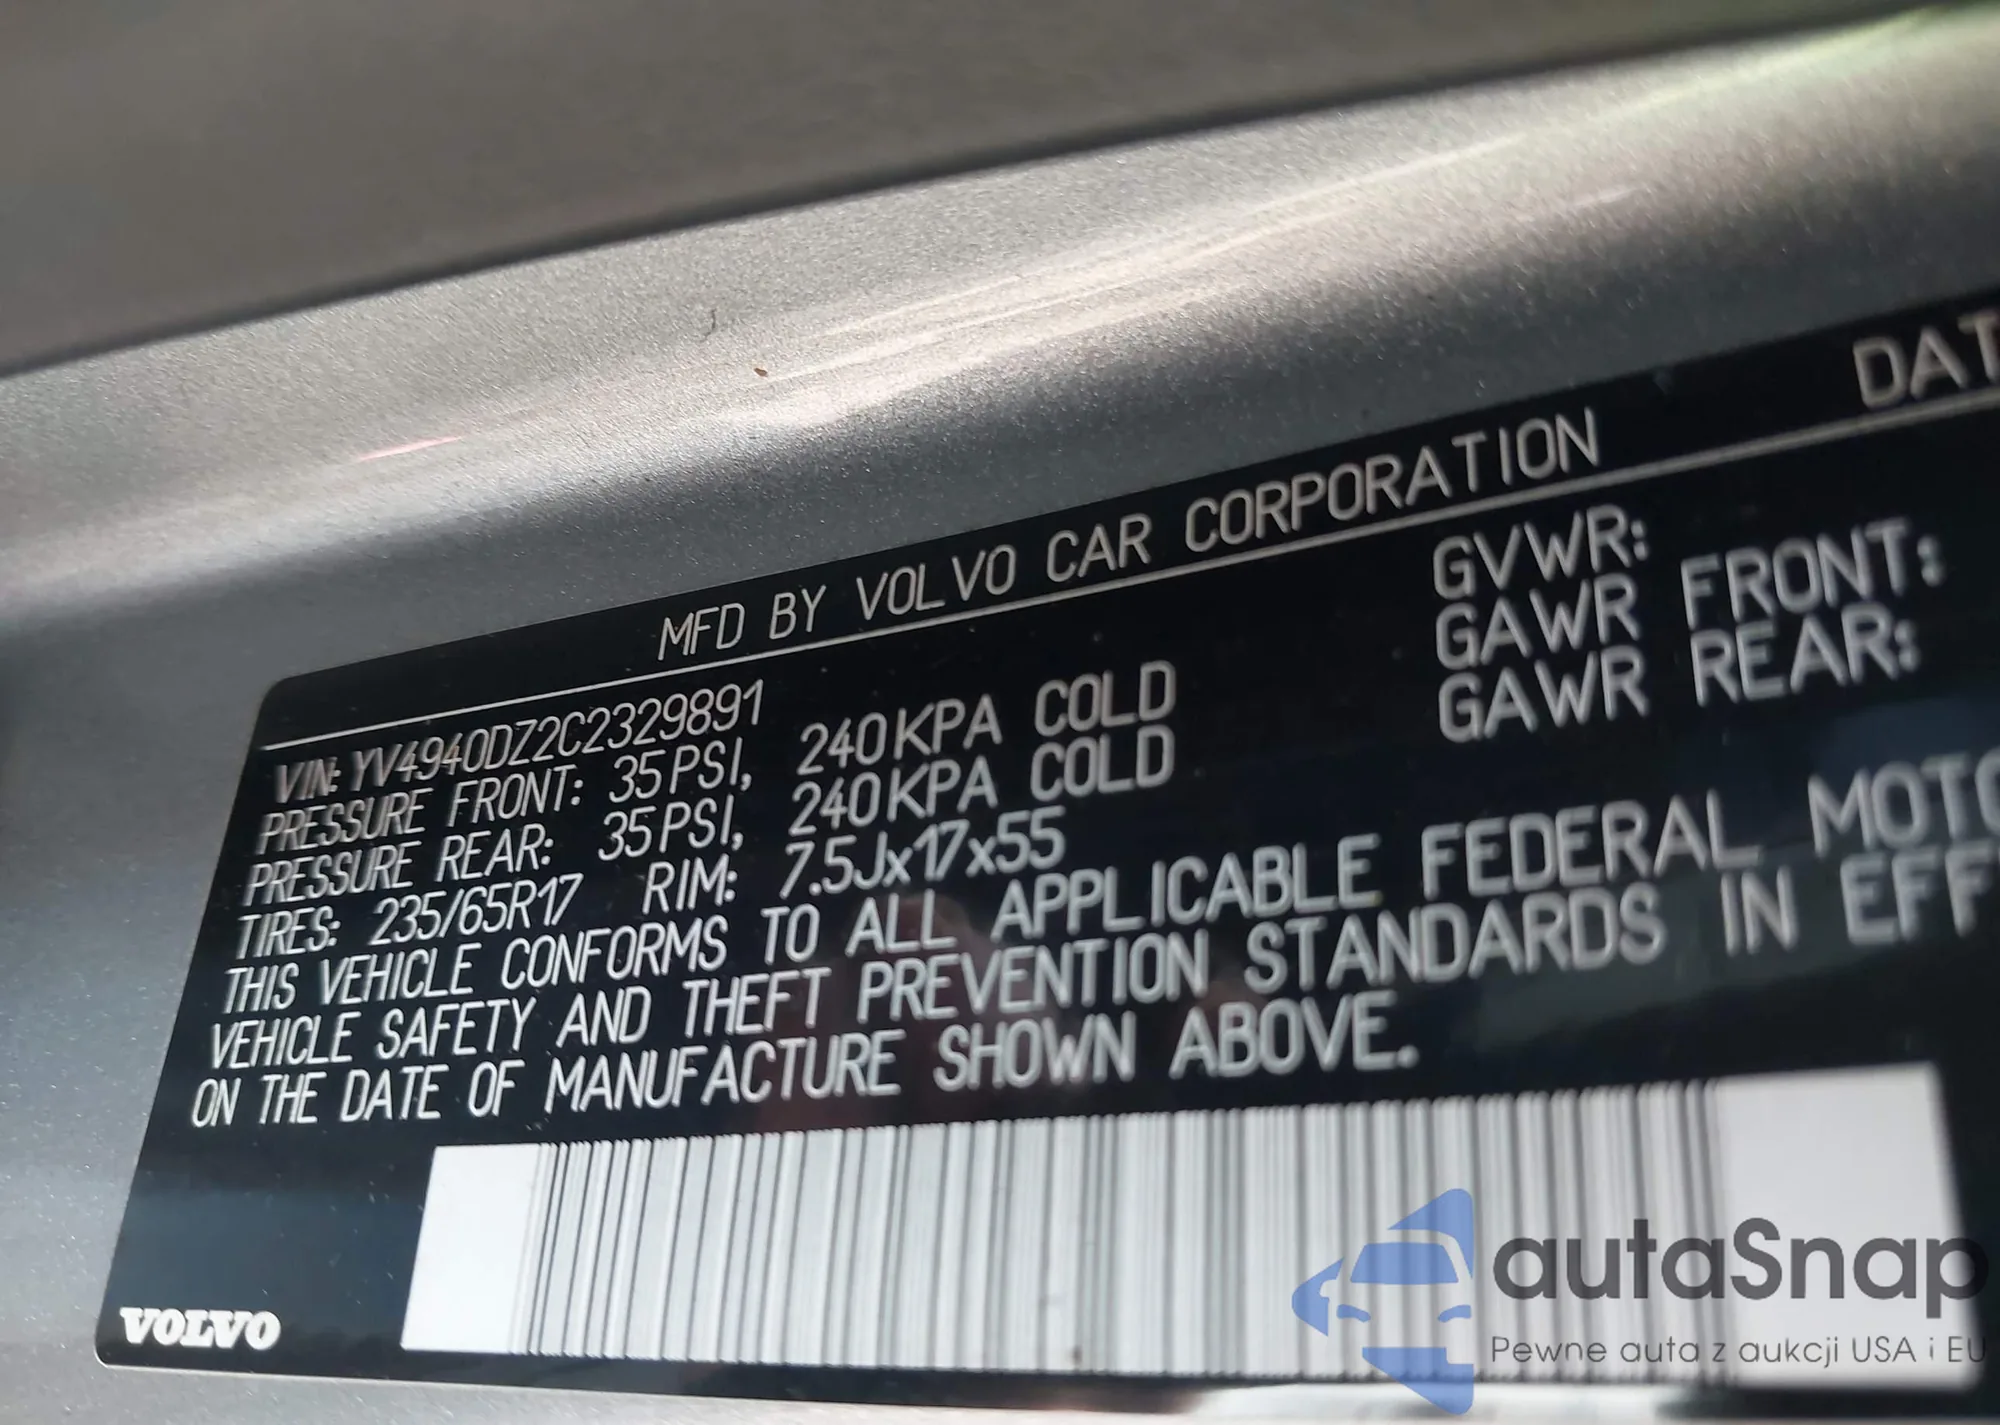 MFD BY VOLVO CAR CORPORATION DAT
VIN: YV4940DZ2C2329891 GVWR:
PRESSURE FRONT: 35PSI, 240KPA COLD GAWR FRONT:
PRESSURE REAR: 35PSI, 240KPA COLD GAWR REAR:
TIRES: 235/65R17 RIM: 7.5Jx17x55
THIS VEHICLE CONFORMS TO ALL APPLICABLE FEDERAL MOTO
VEHICLE SAFETY AND THEFT PREVENTION STANDARDS IN EFF
ON THE DATE OF MANUFACTURE SHOWN ABOVE.
VOLVO
autaSnap
Pewne auta z aukcji USA i EU